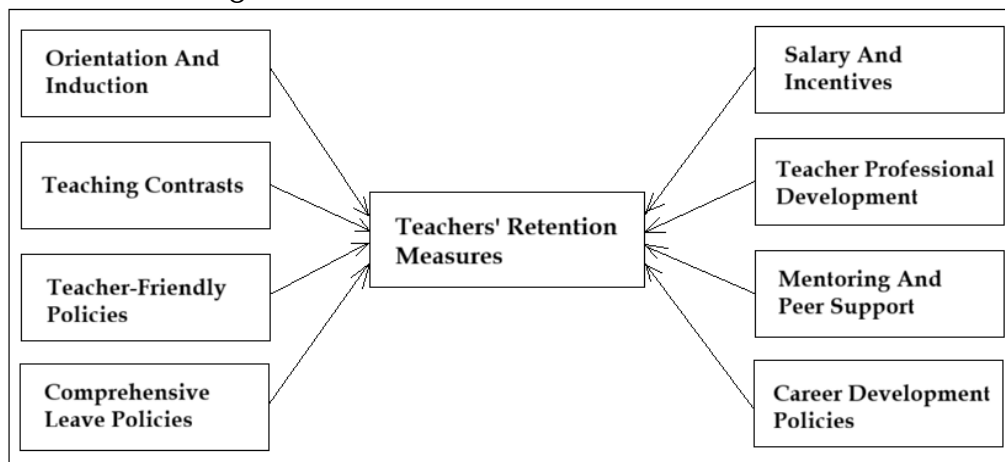 Orientation And
Induction
Teaching Contrasts
Teacher-Friendly
Policies
Comprehensive
Leave Policies
Teachers' Retention
Measures
Salary And
Incentives
Teacher Professional
Development
Mentoring And
Peer Support
Career Development
Policies